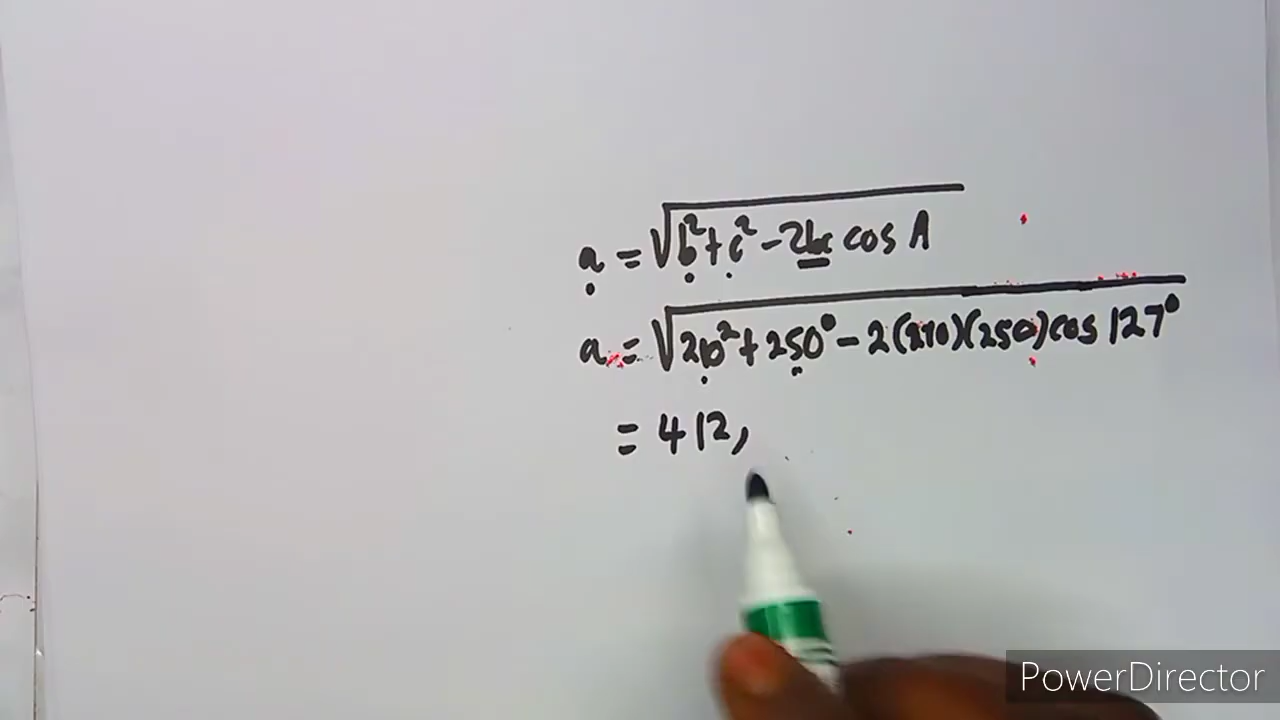 a = √b²+c²-2bc cos A
a = √210²+250°-2(210)(250)cos 127°
= 412,
PowerDirector